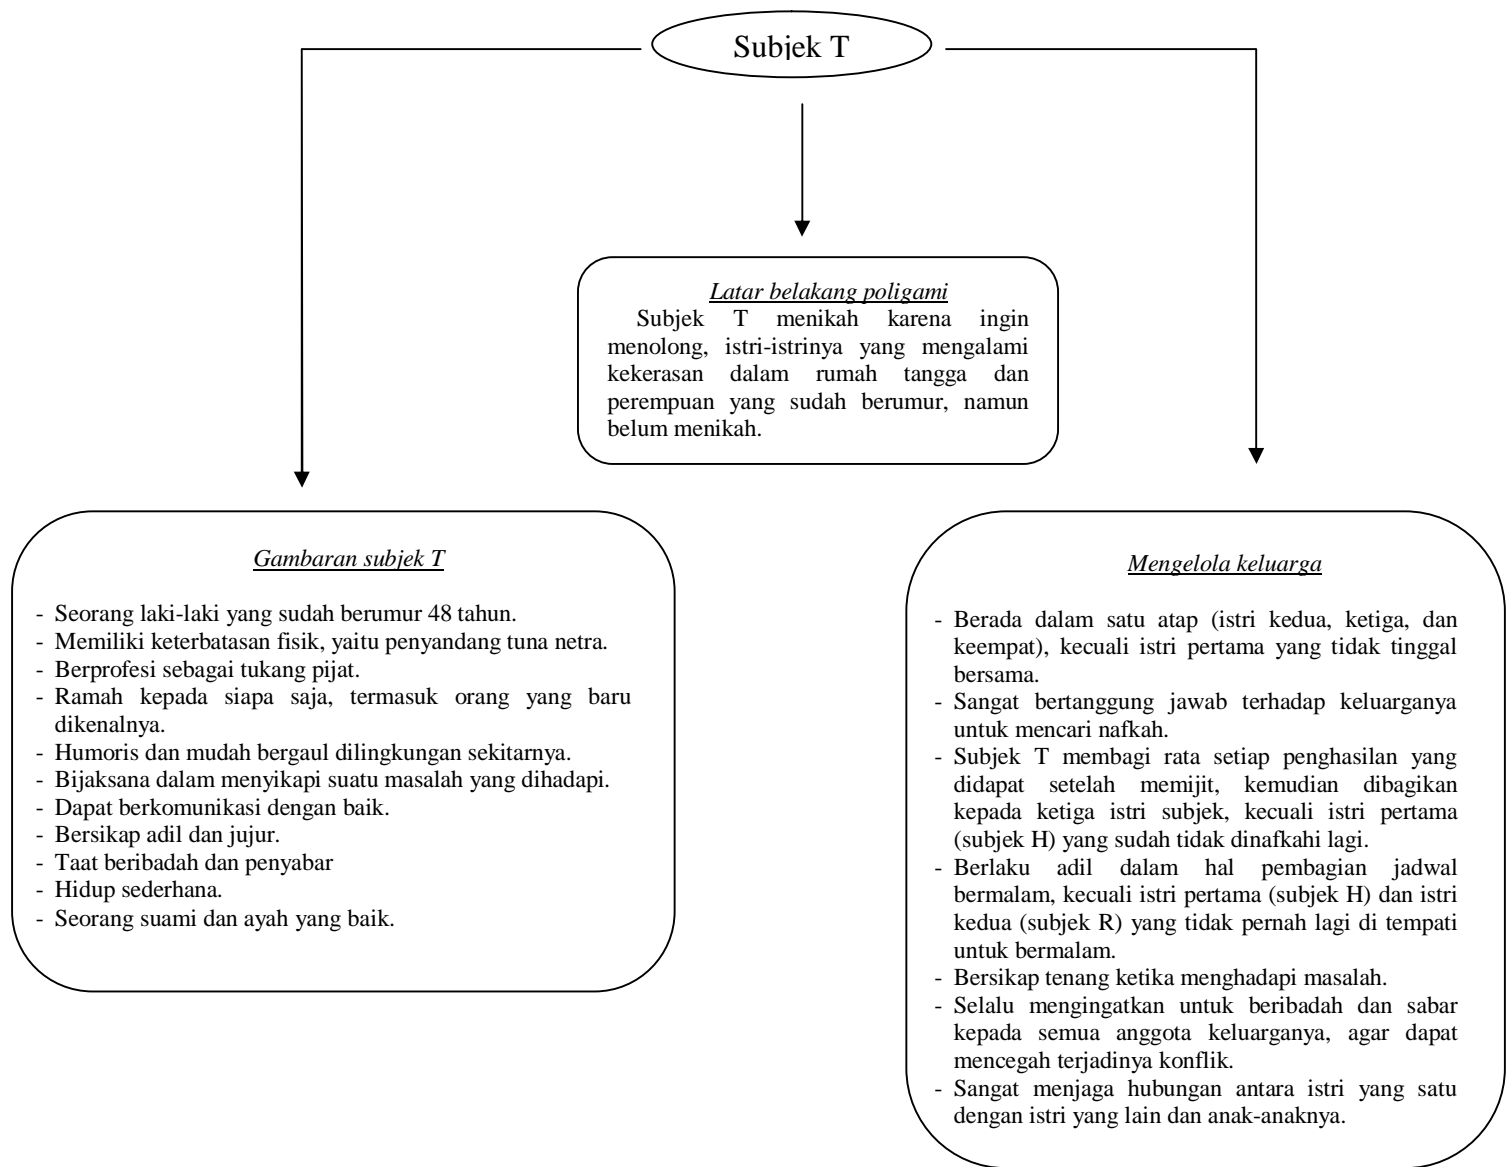 Subjek T
Latar belakang poligami
Subjek T menikah karena ingin
menolong, istri-istrinya yang mengalami
kekerasan dalam rumah tangga dan
perempuan yang sudah berumur, namun
belum menikah.
Gambaran subjek T
- Seorang laki-laki yang sudah berumur 48 tahun.
- Memiliki keterbatasan fisik, yaitu penyandang tuna netra.
- Berprofesi sebagai tukang pijat.
- Ramah kepada siapa saja, termasuk orang yang baru
dikenalnya.
- Humoris dan mudah bergaul dilingkungan sekitarnya.
- Bijaksana dalam menyikapi suatu masalah yang dihadapi.
- Dapat berkomunikasi dengan baik.
- Bersikap adil dan jujur.
- Taat beribadah dan penyabar
- Hidup sederhana.
- Seorang suami dan ayah yang baik.
Mengelola keluarga
- Berada dalam satu atap (istri kedua, ketiga, dan
keempat), kecuali istri pertama yang tidak tinggal
bersama.
- Sangat bertanggung jawab terhadap keluarganya
untuk mencari nafkah.
- Subjek T membagi rata setiap penghasilan yang
didapat setelah memijit, kemudian dibagikan
kepada ketiga istri subjek, kecuali istri pertama
(subjek H) yang sudah tidak dinafkahi lagi.
- Berlaku adil dalam hal pembagian jadwal
bermalam, kecuali istri pertama (subjek H) dan istri
kedua (subjek R) yang tidak pernah lagi di tempati
untuk bermalam.
- Bersikap tenang ketika menghadapi masalah.
- Selalu mengingatkan untuk beribadah dan sabar
kepada semua anggota keluarganya, agar dapat
mencegah terjadinya konflik.
- Sangat menjaga hubungan antara istri yang satu
dengan istri yang lain dan anak-anaknya.